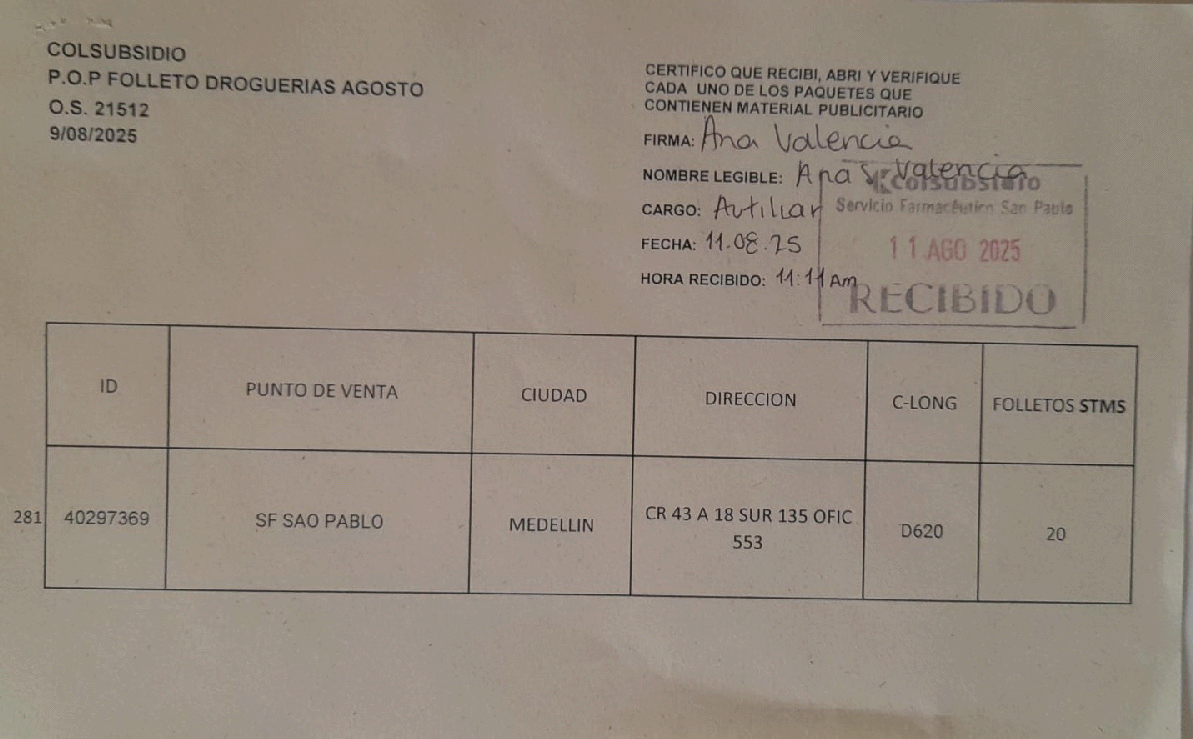 COLSUBSIDIO
P.O.P FOLLETO DROGUERIAS AGOSTO
O.S. 21512
9/08/2025
CERTIFICO QUE RECIBI, ABRI Y VERIFIQUE
CADA UNO DE LOS PAQUETES QUE
CONTIENEN MATERIAL PUBLICITARIO
FIRMA: Ana Valencia
NOMBRE LEGIBLE: Ana S. Valencia
CARGO: Autiliar
FECHA: 11.08.25
HORA RECIBIDO: 11:11 Am
Colsubsidio
Servicio Farmacéutico Sao Paulo
11 AGO 2025
RECIBIDO
ID PUNTO DE VENTA CIUDAD DIRECCION C-LONG FOLLETOS STMS
281 40297369 SF SAO PABLO MEDELLIN CR 43 A 18 SUR 135 OFIC D620 20
553